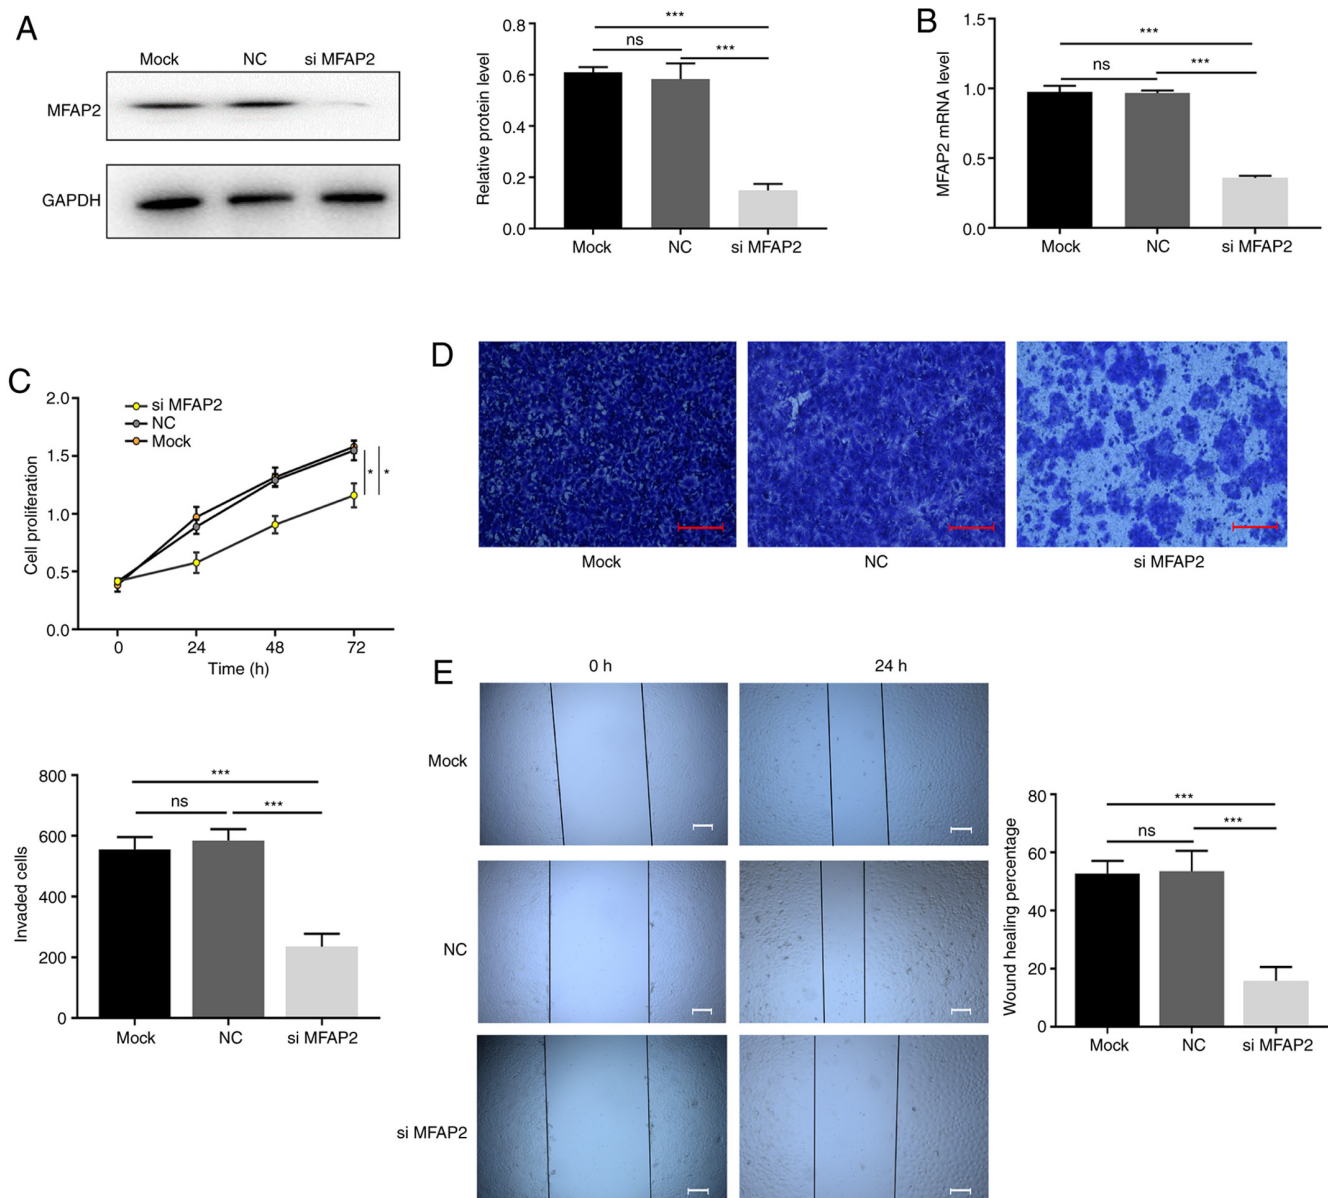 A
Mock NC si MFAP2
MFAP2
GAPDH
Relative protein level
0.8
0.6
0.4
0.2
0.0
***
ns ***
Mock NC si MFAP2
B
MFAP2 mRNA level
1.5
1.0
0.5
0.0
***
ns ***
Mock NC si MFAP2
C
Cell proliferation
2.0
1.5
1.0
0.5
0.0
si MFAP2
NC
Mock
* *
0 24 48 72
Time (h)
D
Mock NC si MFAP2
Invaded cells
800
600
400
200
0
***
ns ***
Mock NC si MFAP2
E
0 h 24 h
Mock
NC
si MFAP2
Wound healing percentage
80
60
40
20
0
***
ns ***
Mock NC si MFAP2